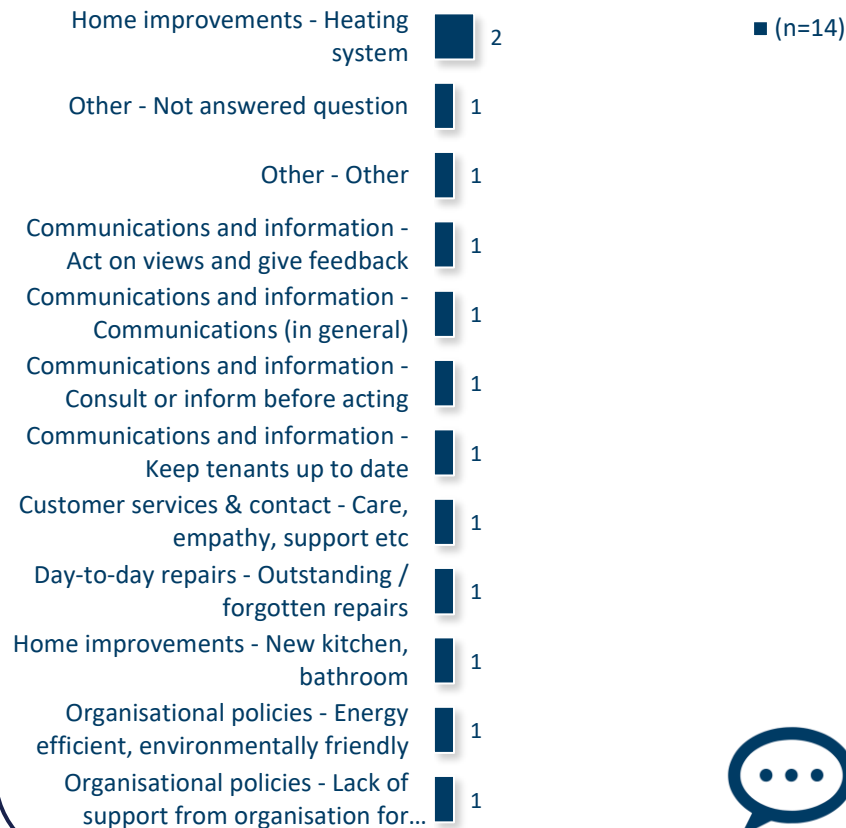 Home improvements - Heating
system
2
(n=14)
Other - Not answered question
1
Other - Other
1
Communications and information -
Act on views and give feedback
1
Communications and information -
Communications (in general)
1
Communications and information -
Consult or inform before acting
1
Communications and information -
Keep tenants up to date
1
Customer services & contact - Care,
empathy, support etc
1
Day-to-day repairs - Outstanding /
forgotten repairs
1
Home improvements - New kitchen,
bathroom
1
Organisational policies - Energy
efficient, environmentally friendly
1
Organisational policies - Lack of
support from organisation for…
1